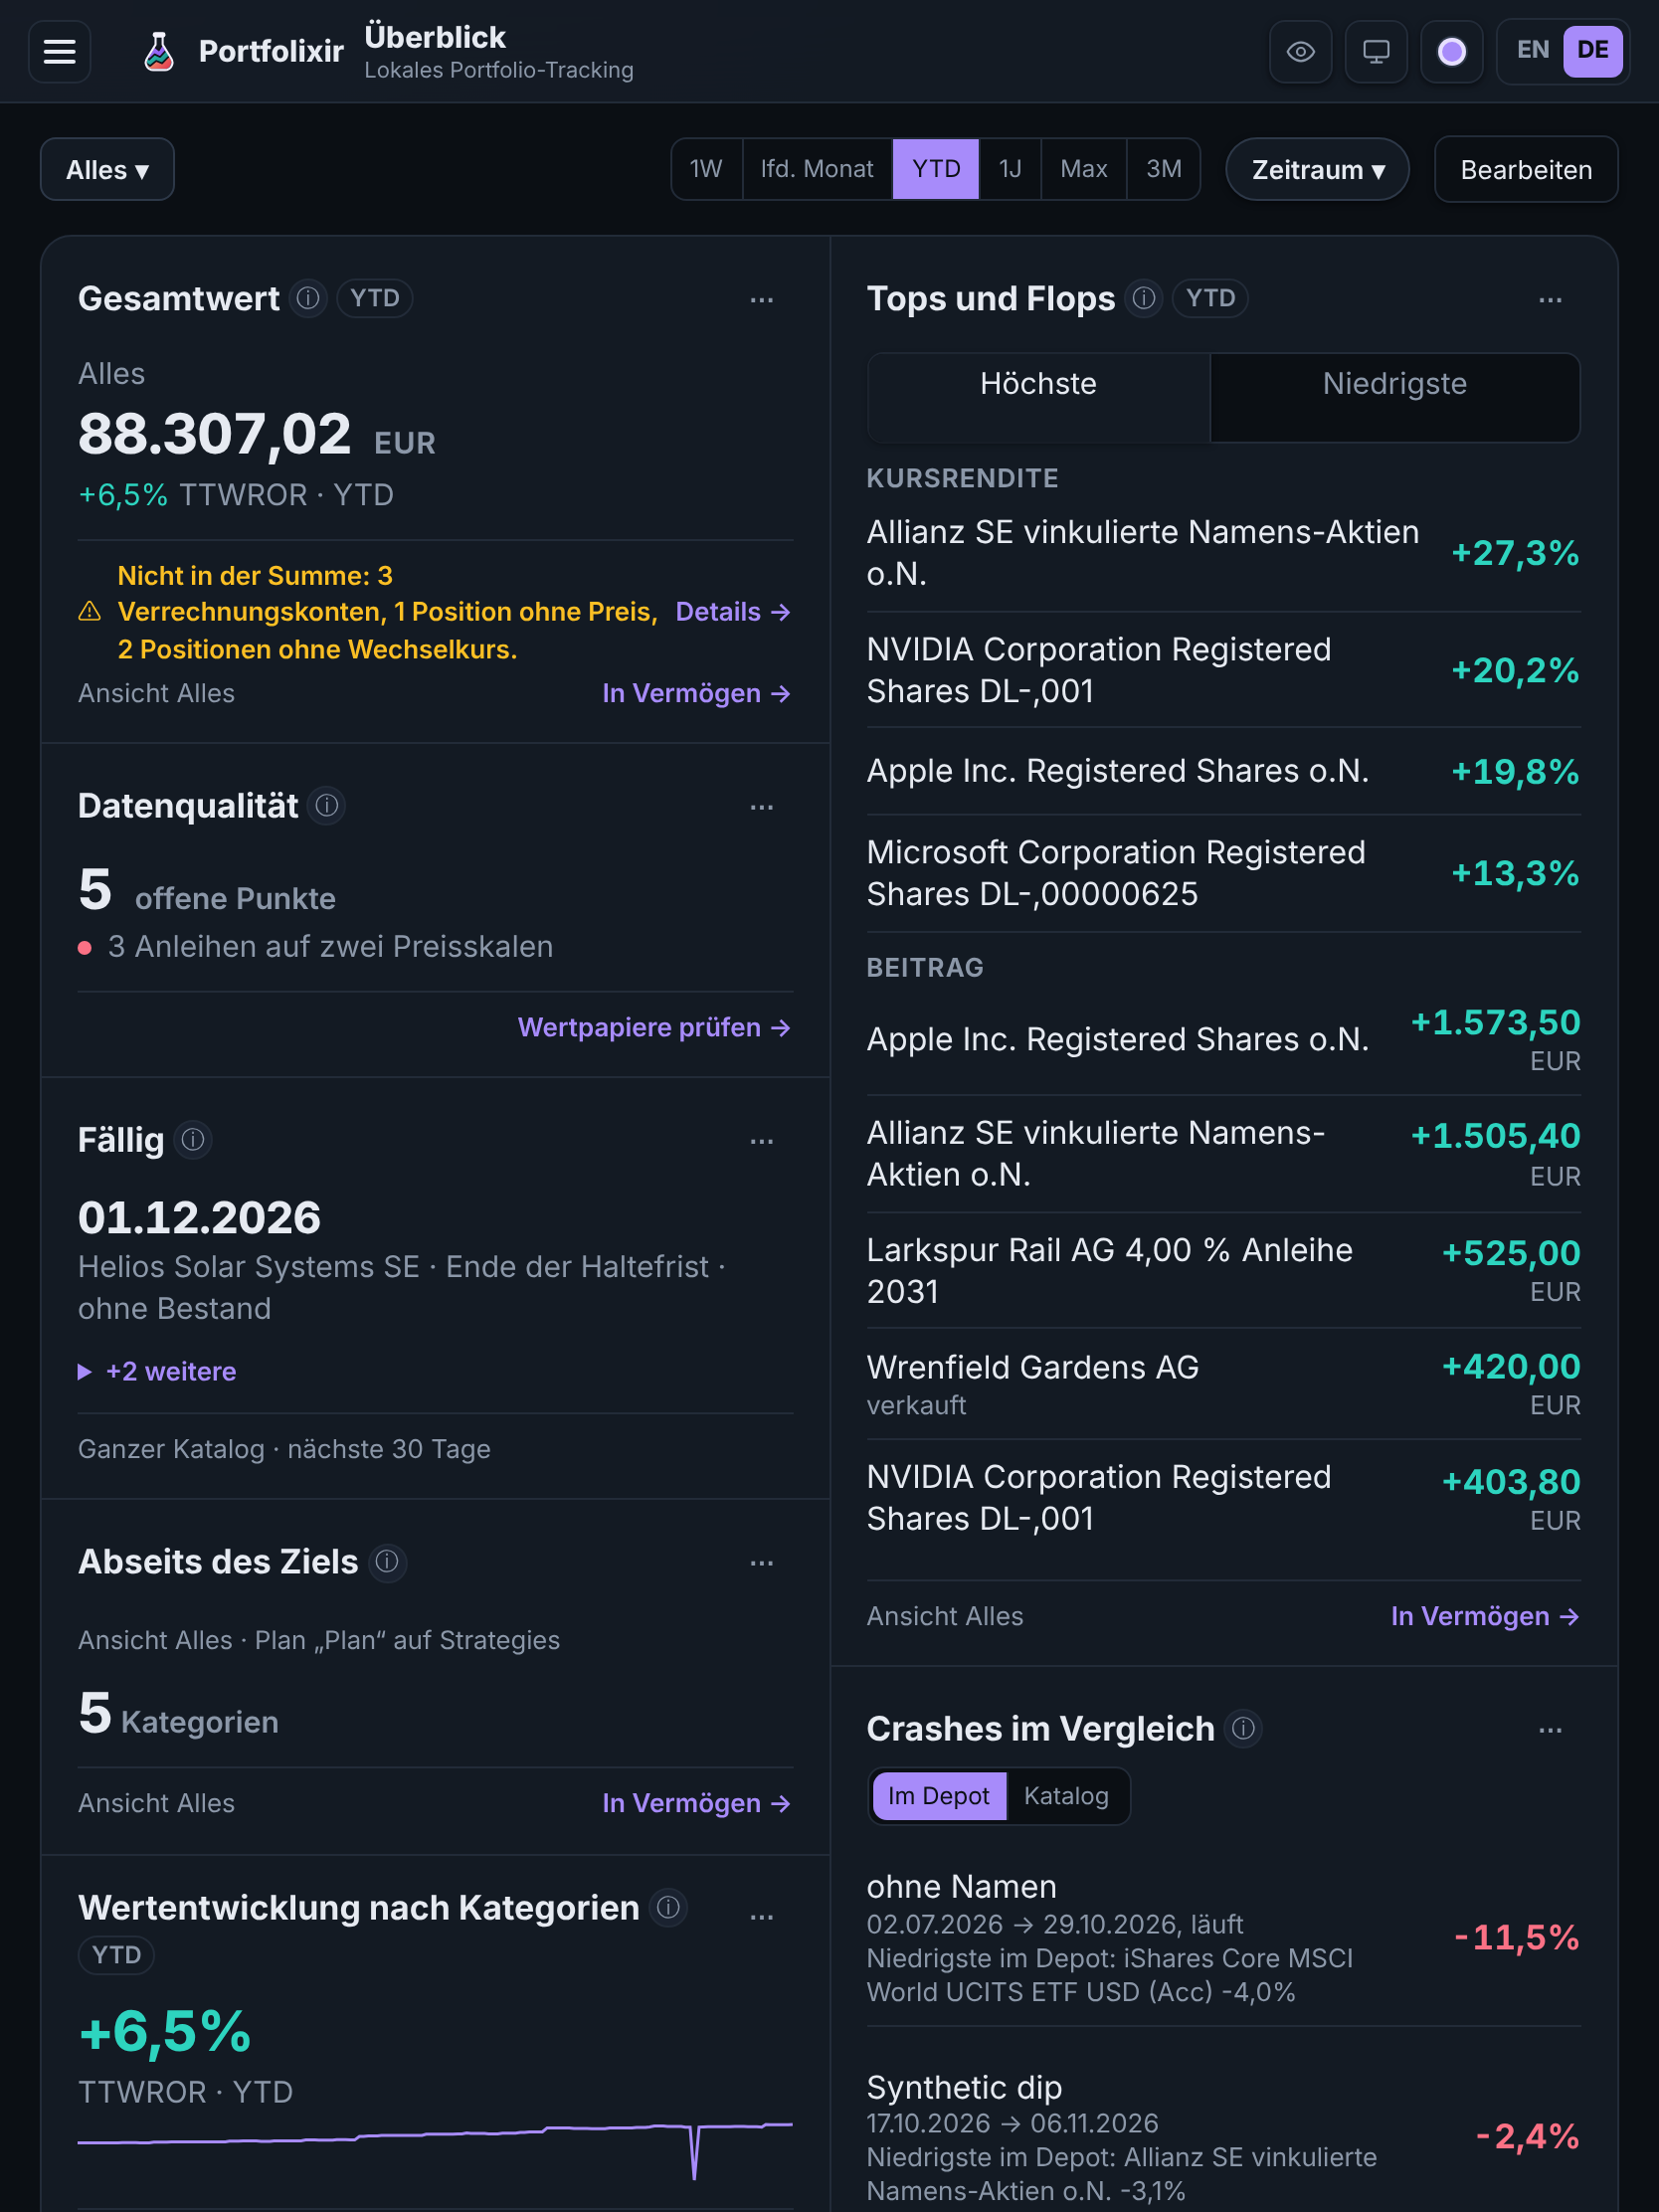 Portfolixir
Überblick
Lokales Portfolio-Tracking
EN DE
Alles ▾
1W lfd. Monat YTD 1J Max 3M
Zeitraum ▾
Bearbeiten
Gesamtwert ⓘ YTD ...
Alles
88.307,02 EUR
+6,5% TTWROR · YTD
Nicht in der Summe: 3
Verrechnungskonten, 1 Position ohne Preis,
2 Positionen ohne Wechselkurs.
Details →
Ansicht Alles
In Vermögen →
Datenqualität ⓘ ...
5 offene Punkte
3 Anleihen auf zwei Preisskalen
Wertpapiere prüfen →
Fällig ⓘ ...
01.12.2026
Helios Solar Systems SE · Ende der Haltefrist ·
ohne Bestand
▶ +2 weitere
Ganzer Katalog · nächste 30 Tage
Abseits des Ziels ⓘ ...
Ansicht Alles · Plan „Plan“ auf Strategies
5 Kategorien
Ansicht Alles
In Vermögen →
Wertentwicklung nach Kategorien ⓘ ...
YTD
+6,5%
TTWROR · YTD
Tops und Flops ⓘ YTD ...
Höchste Niedrigste
KURSRENDITE
Allianz SE vinkulierte Namens-Aktien
o.N.
+27,3%
NVIDIA Corporation Registered
Shares DL-,001
+20,2%
Apple Inc. Registered Shares o.N.
+19,8%
Microsoft Corporation Registered
Shares DL-,00000625
+13,3%
BEITRAG
Apple Inc. Registered Shares o.N.
+1.573,50
EUR
Allianz SE vinkulierte Namens-
Aktien o.N.
+1.505,40
EUR
Larkspur Rail AG 4,00 % Anleihe
2031
+525,00
EUR
Wrenfield Gardens AG
verkauft
+420,00
EUR
NVIDIA Corporation Registered
Shares DL-,001
+403,80
EUR
Ansicht Alles
In Vermögen →
Crashes im Vergleich ⓘ ...
Im Depot Katalog
ohne Namen
02.07.2026 → 29.10.2026, läuft
Niedrigste im Depot: iShares Core MSCI
World UCITS ETF USD (Acc) -4,0%
-11,5%
Synthetic dip
17.10.2026 → 06.11.2026
Niedrigste im Depot: Allianz SE vinkulierte
Namens-Aktien o.N. -3,1%
-2,4%